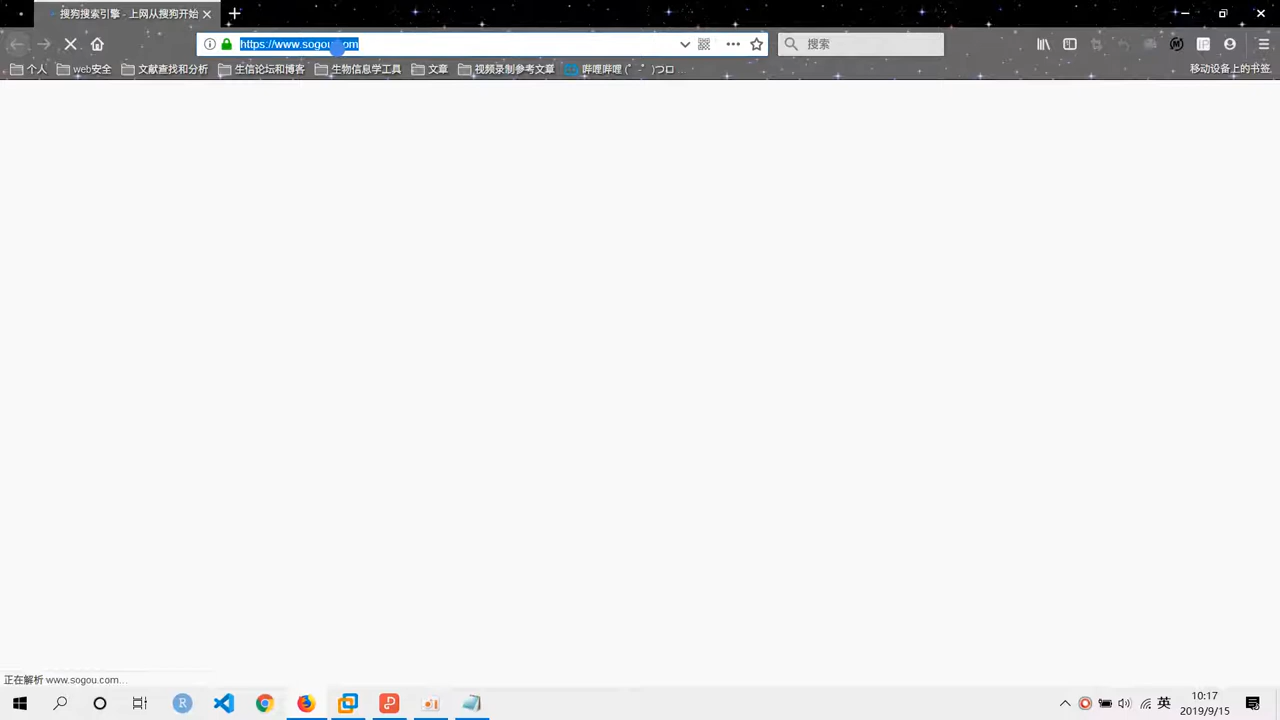 搜狗搜索引擎 - 上网从搜狗开始
https://www.sogou.com
搜索
个人 web安全 文献查找和分析 生信论坛和博客 生物信息学工具 文章 视频录制参考文章 哔哩哔哩 (゜-゜)つロ ... 移动设备上的书签
正在解析 www.sogou.com…
英
10:17
2019/9/15